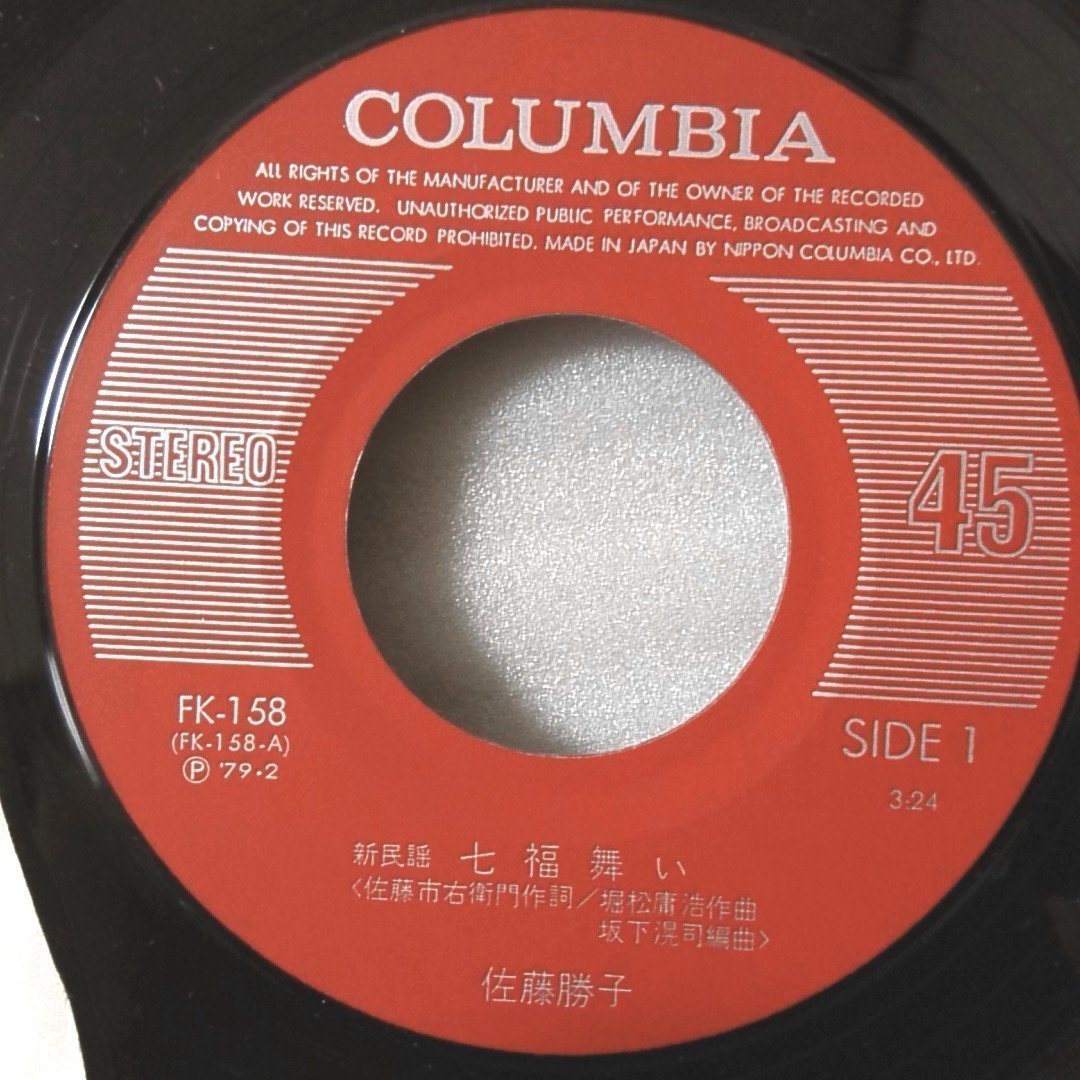 COLUMBIA
ALL RIGHTS OF THE MANUFACTURER AND OF THE OWNER OF THE RECORDED
WORK RESERVED. UNAUTHORIZED PUBLIC PERFORMANCE, BROADCASTING AND
COPYING OF THIS RECORD PROHIBITED. MADE IN JAPAN BY NIPPON COLUMBIA CO., LTD.
STEREO
45
FK-158
(FK-158-A)
Ⓟ '79・2
SIDE 1
3:24
新民謡 七福舞い
<佐藤市右衛門作詞/堀松庸浩作曲
坂下滉司編曲>
佐藤勝子